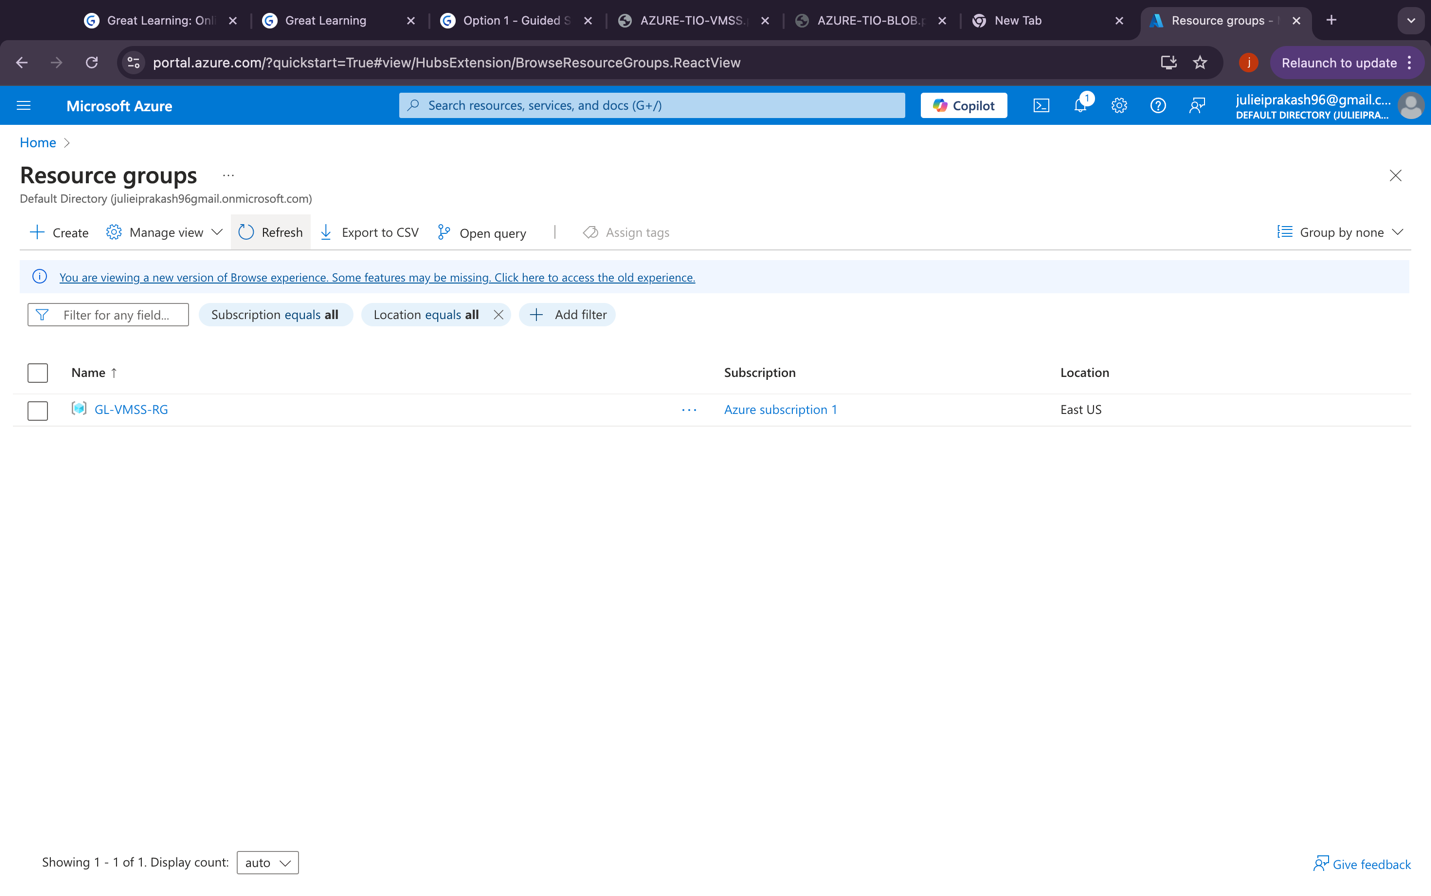 Great Learning: Onl
Great Learning
Option 1 - Guided S
AZURE-TIO-VMSS.p
AZURE-TIO-BLOB.p
New Tab
Resource groups -
portal.azure.com/?quickstart=True#view/HubsExtension/BrowseResourceGroups.ReactView
j
Relaunch to update
Microsoft Azure
Search resources, services, and docs (G+/)
Copilot
1
julieiprakash96@gmail.c...
DEFAULT DIRECTORY (JULIEIPRA...
Home
Resource groups ...
Default Directory (julieiprakash96gmail.onmicrosoft.com)
Create
Manage view
Refresh
Export to CSV
Open query
Assign tags
Group by none
You are viewing a new version of Browse experience. Some features may be missing. Click here to access the old experience.
Filter for any field...
Subscription equals all
Location equals all
Add filter
Name ↑
Subscription
Location
GL-VMSS-RG
...
Azure subscription 1
East US
Showing 1 - 1 of 1. Display count:
auto
Give feedback